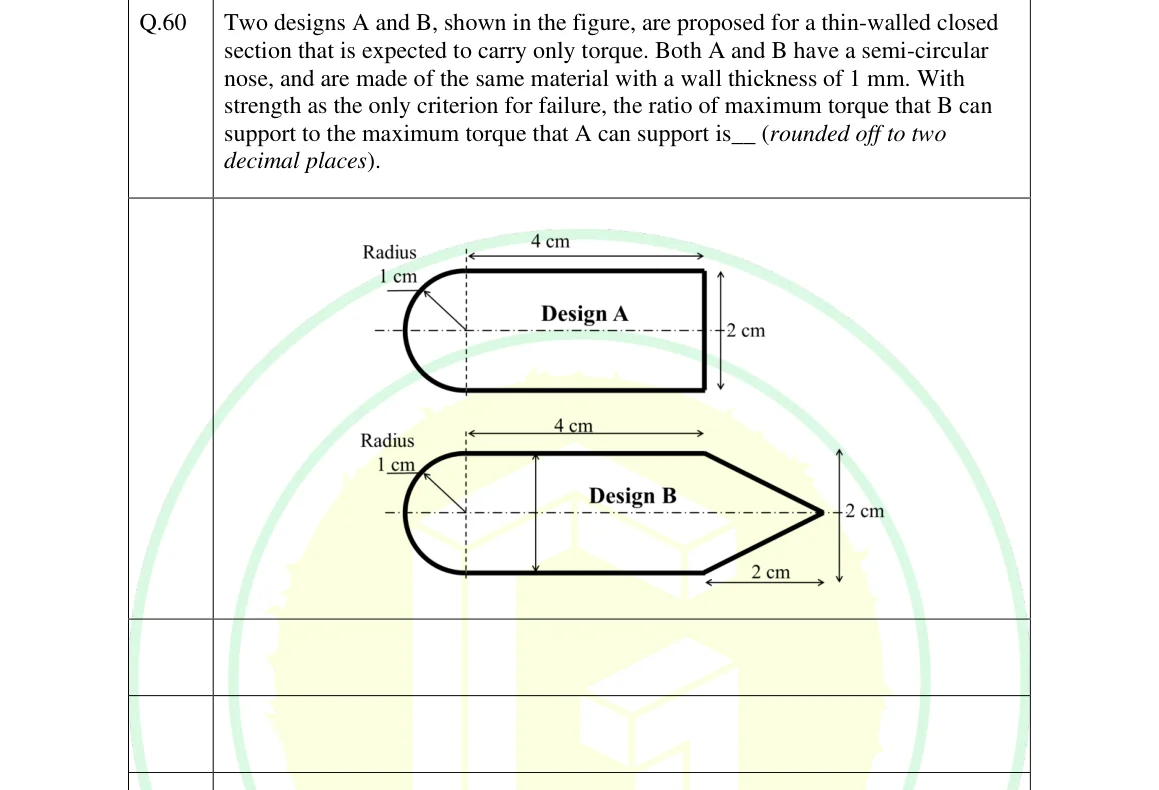 Q.60
Two designs A and B, shown in the figure, are proposed for a thin-walled closed
section that is expected to carry only torque. Both A and B have a semi-circular
nose, and are made of the same material with a wall thickness of 1 mm. With
strength as the only criterion for failure, the ratio of maximum torque that B can
support to the maximum torque that A can support is__ (rounded off to two
decimal places).
4 cm
Radius
1 cm
Design A
2 cm
4 cm
Radius
1 cm
Design B
2 cm
2 cm